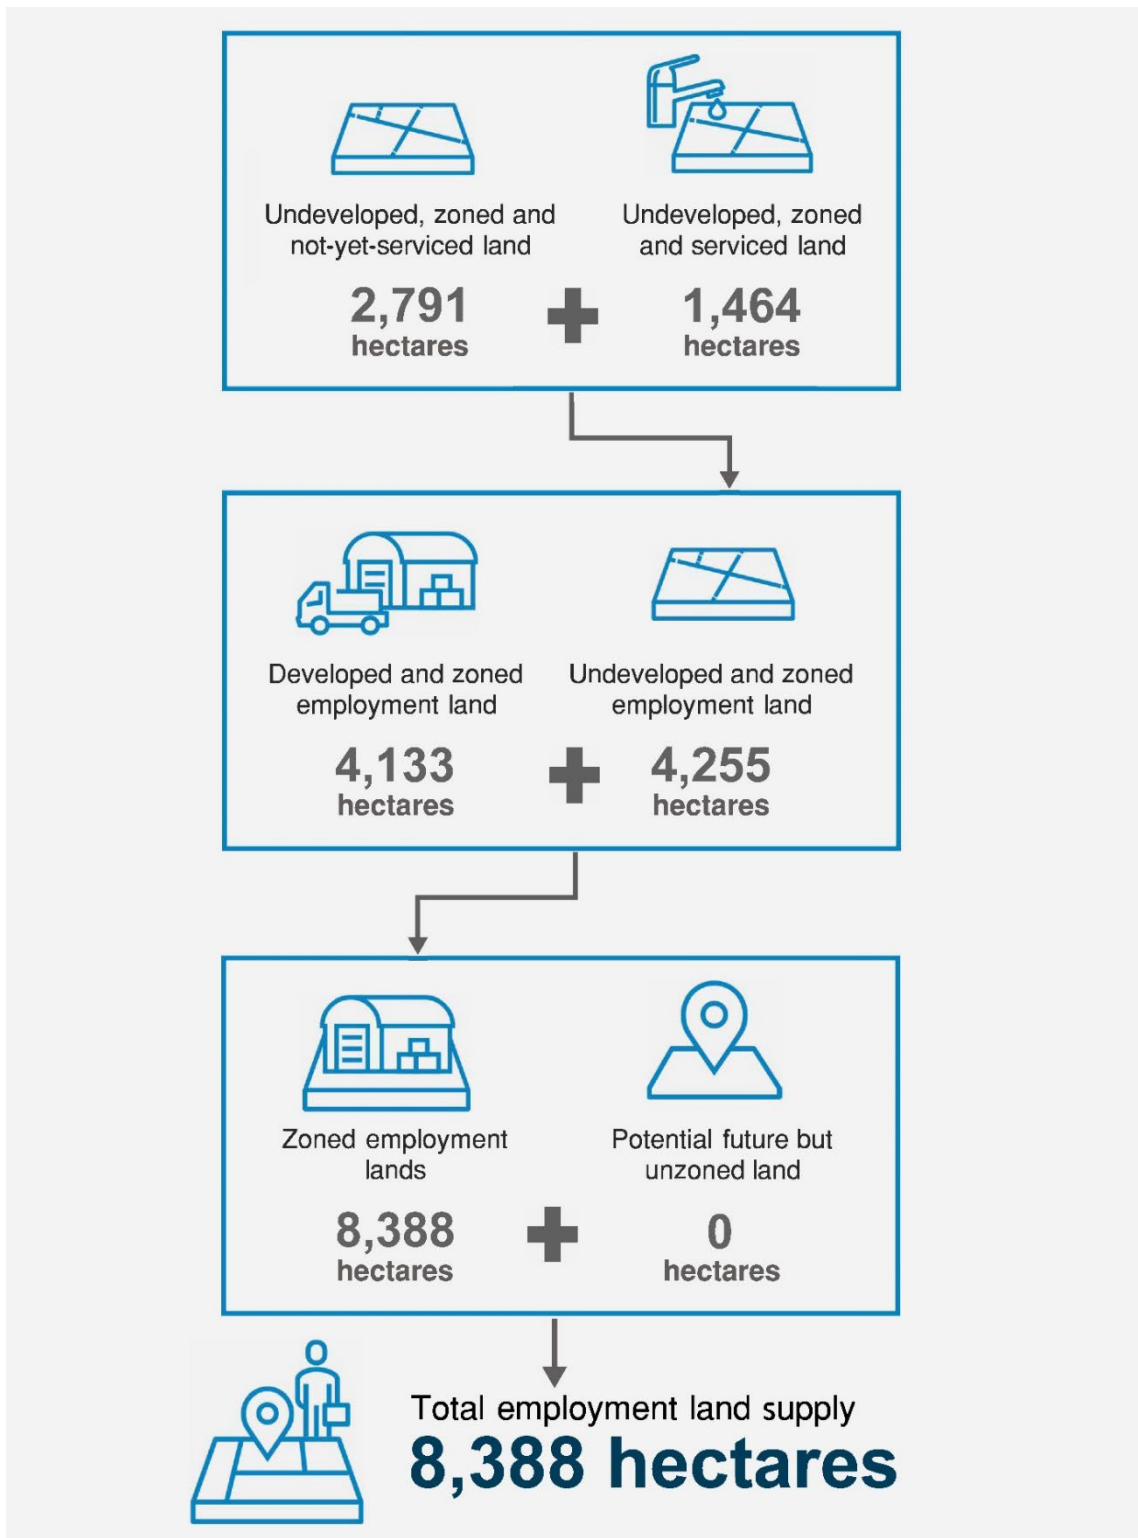 Undeveloped, zoned and
not-yet-serviced land
2,791
hectares
Undeveloped, zoned
and serviced land
1,464
hectares
Developed and zoned
employment land
4,133
hectares
Undeveloped and zoned
employment land
4,255
hectares
Zoned employment
lands
8,388
hectares
Potential future but
unzoned land
0
hectares
Total employment land supply
8,388 hectares